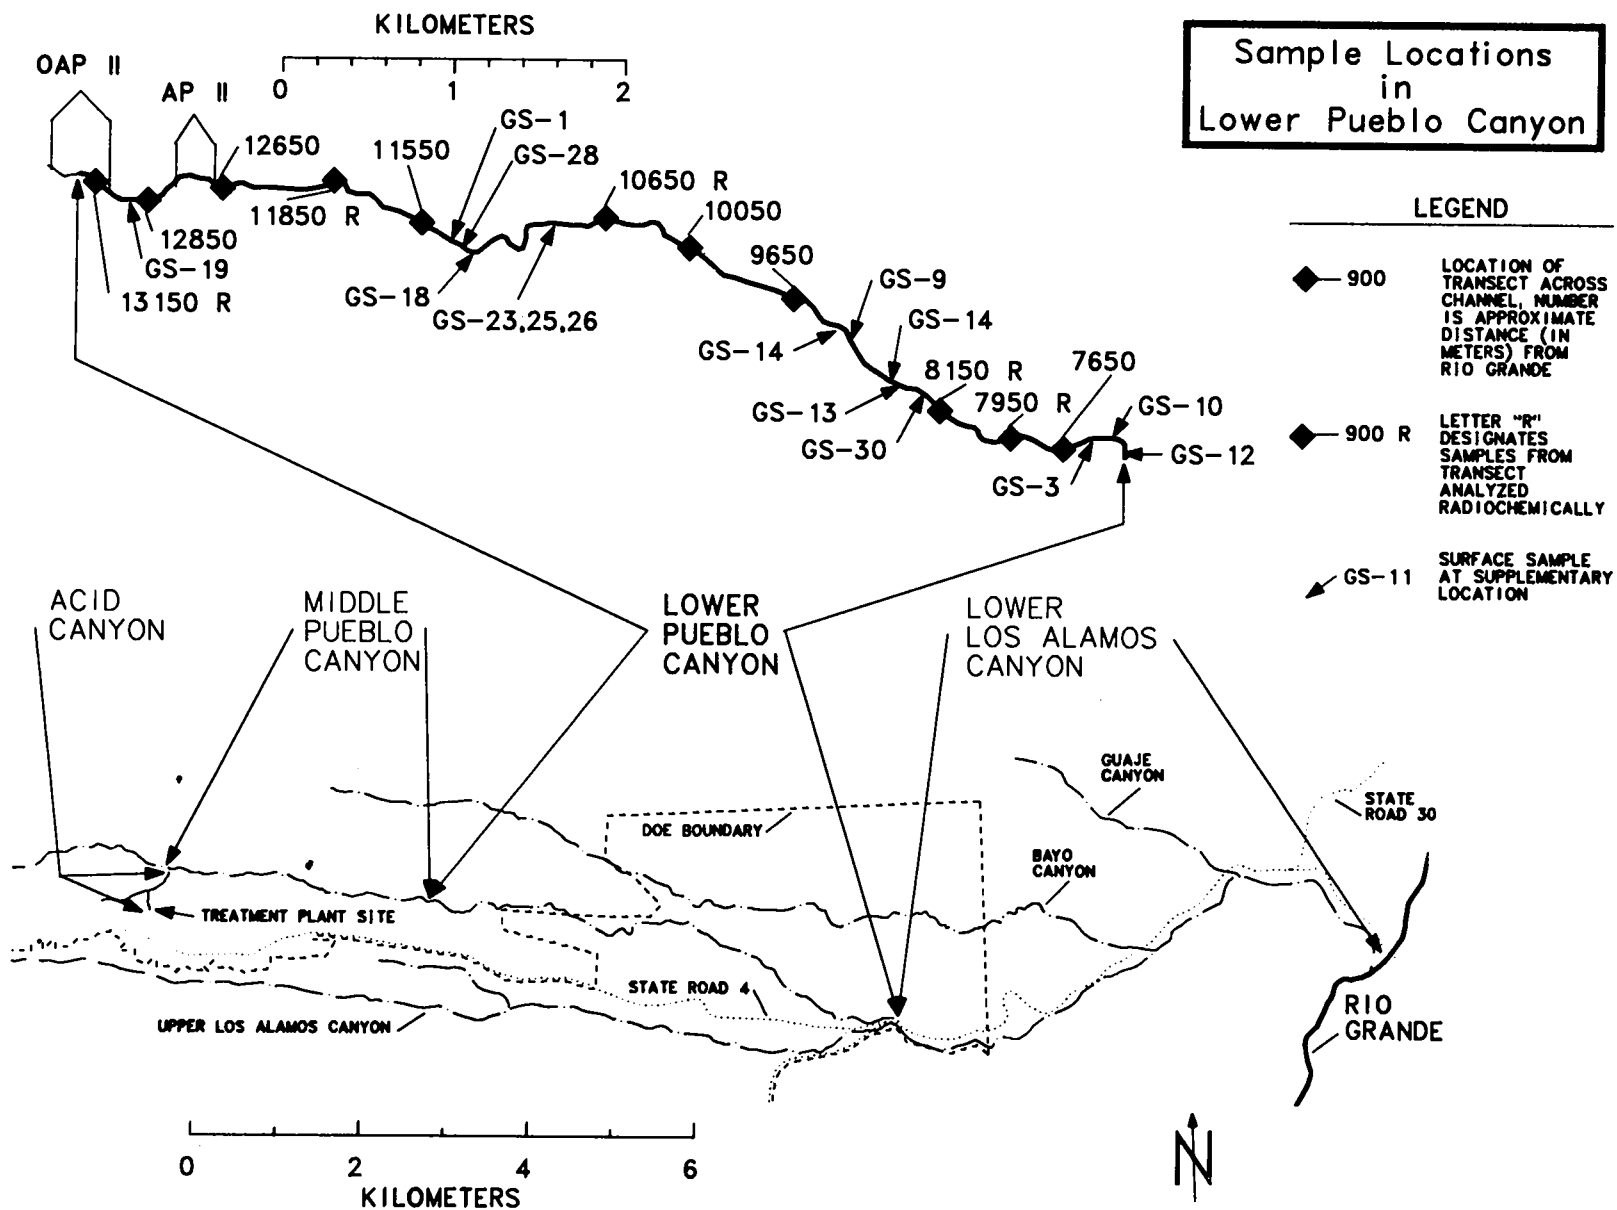 KILOMETERS
0 1 2
Sample Locations
in
Lower Pueblo Canyon
OAP II
AP II
GS-1
GS-28
12650
11550
11850 R
12850
GS-19
13150 R
GS-18
GS-23,25,26
10650 R
10050
9650
GS-9
GS-14
GS-14
8150 R
7650
GS-13
7950 R
GS-10
GS-30
GS-12
GS-3
LEGEND
900
LOCATION OF
TRANSECT ACROSS
CHANNEL, NUMBER
IS APPROXIMATE
DISTANCE (IN
METERS) FROM
RIO GRANDE
900 R
LETTER "R"
DESIGNATES
SAMPLES FROM
TRANSECT
ANALYZED
RADIOCHEMICALLY
GS-11
SURFACE SAMPLE
AT SUPPLEMENTARY
LOCATION
ACID
CANYON
MIDDLE
PUEBLO
CANYON
LOWER
PUEBLO
CANYON
LOWER
LOS ALAMOS
CANYON
GUAJE
CANYON
STATE
ROAD 30
DOE BOUNDARY
BAYO
CANYON
TREATMENT PLANT SITE
STATE ROAD 4
UPPER LOS ALAMOS CANYON
RIO
GRANDE
0 2 4 6
KILOMETERS
N